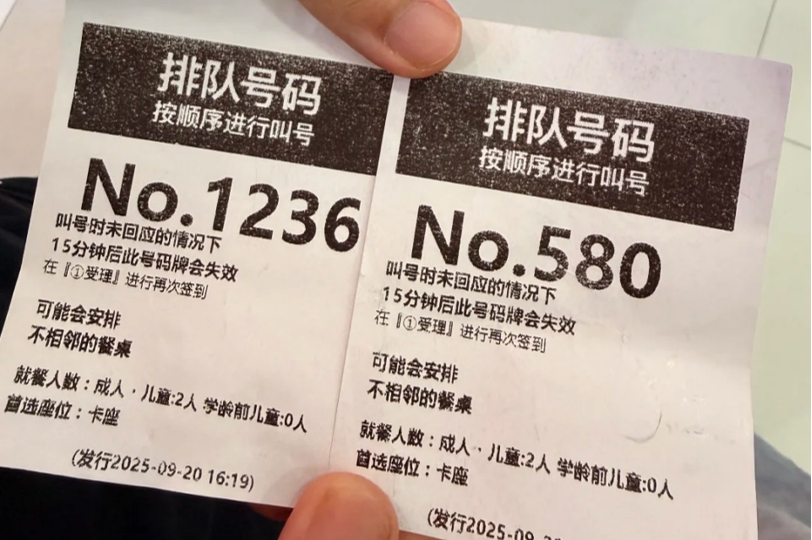 排队号码
按顺序进行叫号
No.1236
叫号时未回应的情况下
15分钟后此号码牌会失效
在『①受理』进行再次签到
可能会安排
不相邻的餐桌
就餐人数：成人・儿童:2人 学龄前儿童:0人
首选座位：卡座
(发行2025-09-20 16:19)
排队号码
按顺序进行叫号
No.580
叫号时未回应的情况下
15分钟后此号码牌会失效
在『①受理』进行再次签到
可能会安排
不相邻的餐桌
就餐人数：成人・儿童:2人 学龄前儿童:0人
首选座位：卡座
(发行2025-09-2